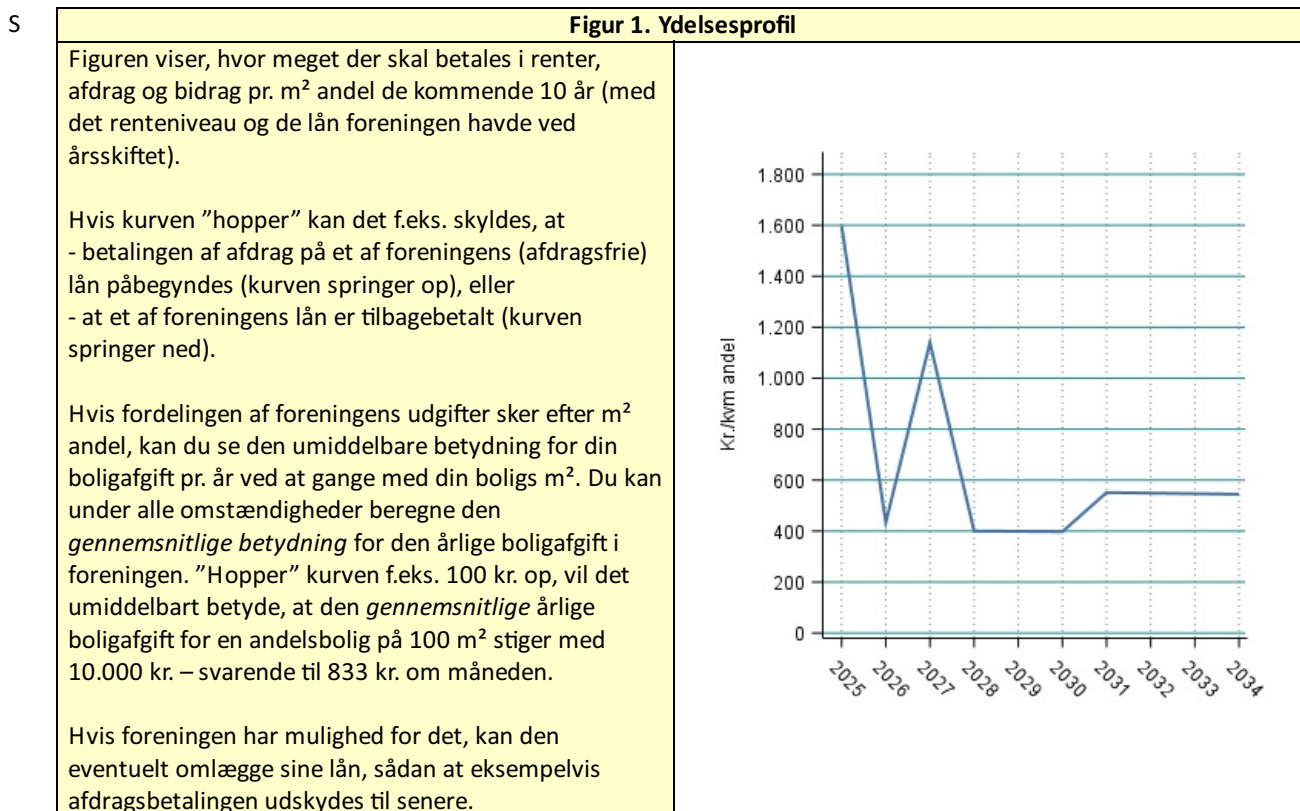 S
Figur 1. Ydelsesprofil
Figuren viser, hvor meget der skal betales i renter,
afdrag og bidrag pr. m² andel de kommende 10 år (med
det renteniveau og de lån foreningen havde ved
årsskiftet).
Hvis kurven ”hopper” kan det f.eks. skyldes, at
- betalingen af afdrag på et af foreningens (afdragsfrie)
lån påbegyndes (kurven springer op), eller
- at et af foreningens lån er tilbagebetalt (kurven
springer ned).
Hvis fordelingen af foreningens udgifter sker efter m²
andel, kan du se den umiddelbare betydning for din
boligafgift pr. år ved at gange med din boligs m². Du kan
under alle omstændigheder beregne den
gennemsnitlige betydning for den årlige boligafgift i
foreningen. ”Hopper” kurven f.eks. 100 kr. op, vil det
umiddelbart betyde, at den gennemsnitlige årlige
boligafgift for en andelsbolig på 100 m² stiger med
10.000 kr. – svarende til 833 kr. om måneden.
Hvis foreningen har mulighed for det, kan den
eventuelt omlægge sine lån, sådan at eksempelvis
afdragsbetalingen udskydes til senere.
Kr./kvm andel
1.800
1.600
1.400
1.200
1.000
800
600
400
200
0
2025
2026
2027
2028
2029
2030
2031
2032
2033
2034